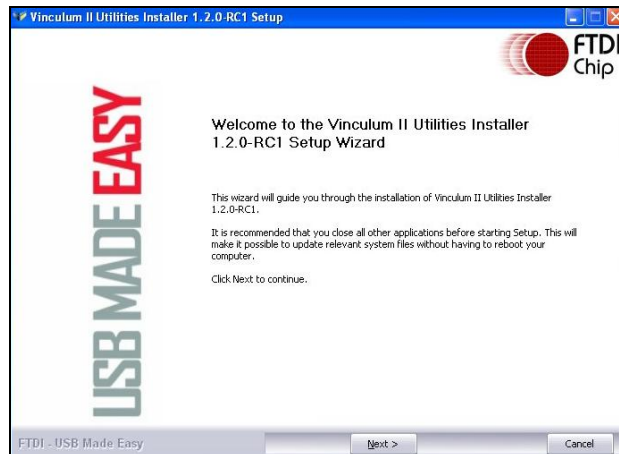 Vinculum II Utilities Installer 1.2.0-RC1 Setup
FTDI
Chip
USB MADE EASY
Welcome to the Vinculum II Utilities Installer
1.2.0-RC1 Setup Wizard
This wizard will guide you through the installation of Vinculum II Utilities Installer
1.2.0-RC1.
It is recommended that you close all other applications before starting Setup. This will
make it possible to update relevant system files without having to reboot your
computer.
Click Next to continue.
FTDI - USB Made Easy
Next >
Cancel